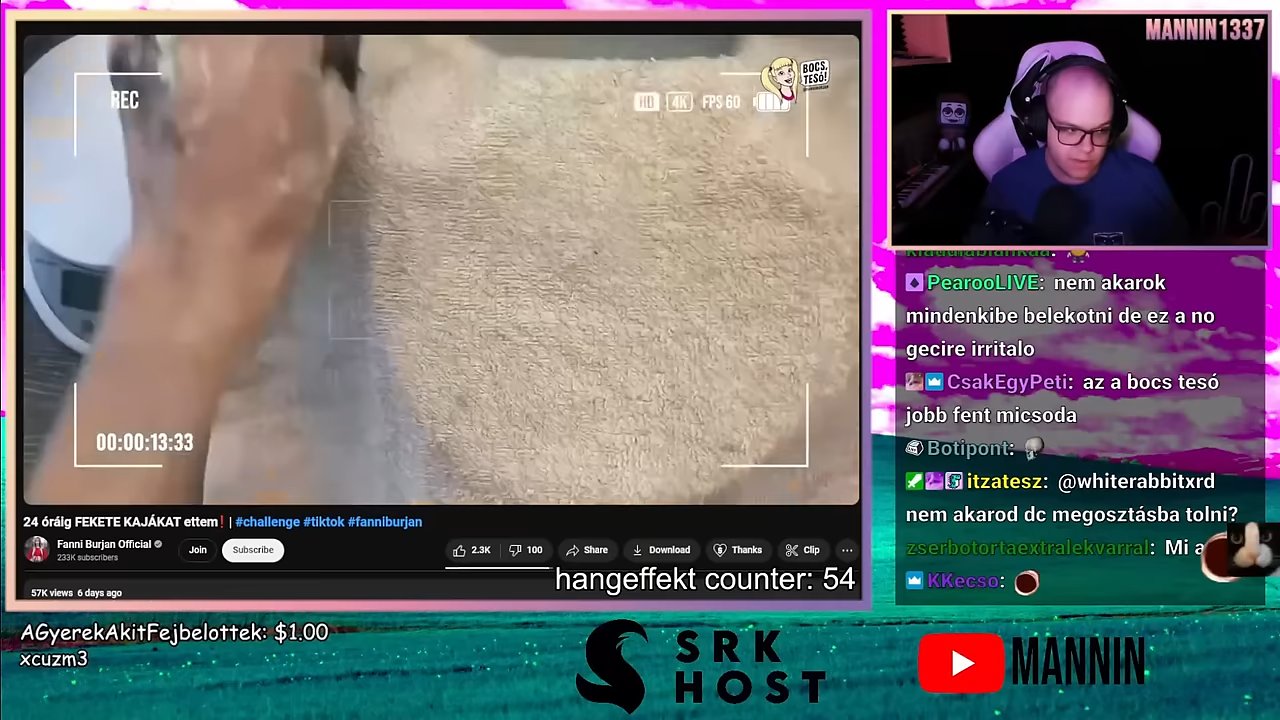 REC
HD 4K FPS 60
BOCS,
TESÓ!
00:00:13:33
24 óráig FEKETE KAJÁKAT ettem❗ | #challenge #tiktok #fanniburjan
Fanni Burjan Official
233K subscribers
Join
Subscribe
2.3K
100
Share
Download
Thanks
Clip
57K views 6 days ago
hangeffekt counter: 54
MANNIN1337
PearooLIVE: nem akarok
mindenkibe belekotni de ez a no
gecire irritalo
CsakEgyPeti: az a bocs tesó
jobb fent micsoda
Botipont:
itzatesz: @whiterabbitxrd
nem akarod dc megosztásba tolni?
zserbotortaextralekvarral: Mi a
KKecso:
AGyerekAkitFejbelottek: $1.00
xcuzm3
SRK
HOST
MANNIN